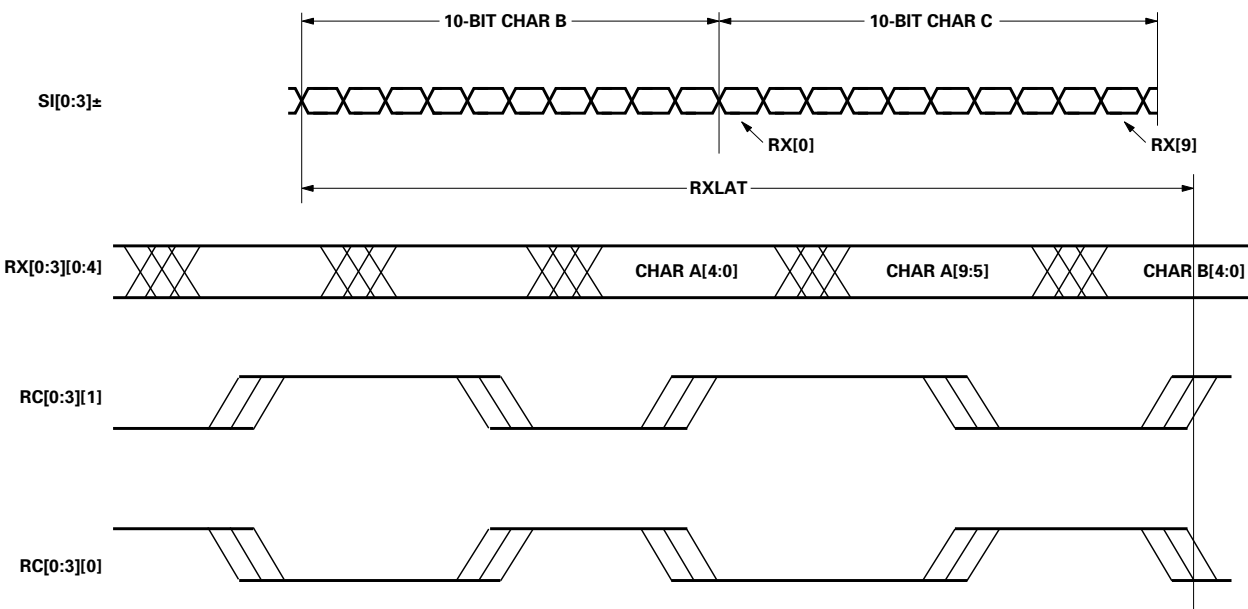 10-BIT CHAR B
10-BIT CHAR C
SI[0:3]±
RX[0]
RX[9]
RXLAT
RX[0:3][0:4]
CHAR A[4:0]
CHAR A[9:5]
CHAR B[4:0]
RC[0:3][1]
RC[0:3][0]